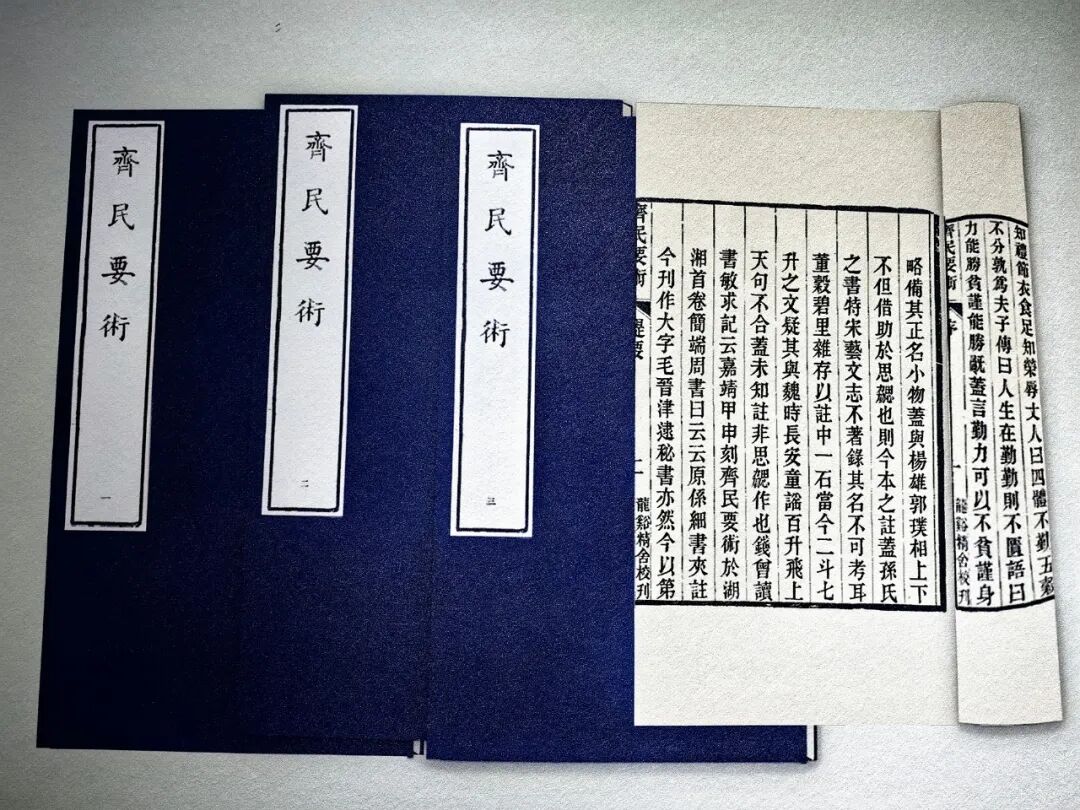 齊民要術
一
齊民要術
二
齊民要術
三
略備其正名小物蓋與楊雄郭璞相上下
不但借助於思勰也則今本之註蓋孫氏
之書特宋藝文志不著錄其名不可考耳
董穀碧里雜存以註中一石當今二斗七
升之文疑其與魏時長安童謠百升飛上
天句不合蓋未知註非思勰作也錢曾讀
書敏求記云嘉靖甲申刻齊民要術於湖
湘首卷簡端周書曰云云原係細書夾註
今刊作大字毛晉津逮秘書亦然今以第
齊民要術
提要
二
龍谿精舍校刊
知禮節衣食足知榮辱丈人曰四體不勤五穀
不分孰爲夫子傳曰人生在勤勤則不匱語曰
力能勝貧謹能勝禍蓋言勤力可以不貧謹身
齊民要術
序
一
龍谿精舍校刊